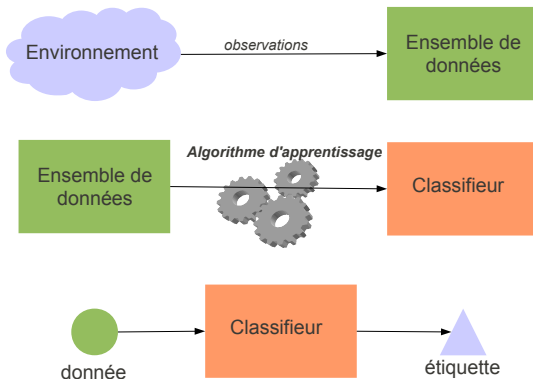 Environnement
observations
Ensemble de
données
Algorithme d'apprentissage
Ensemble de
données
Classifieur
Classifieur
donnée
étiquette